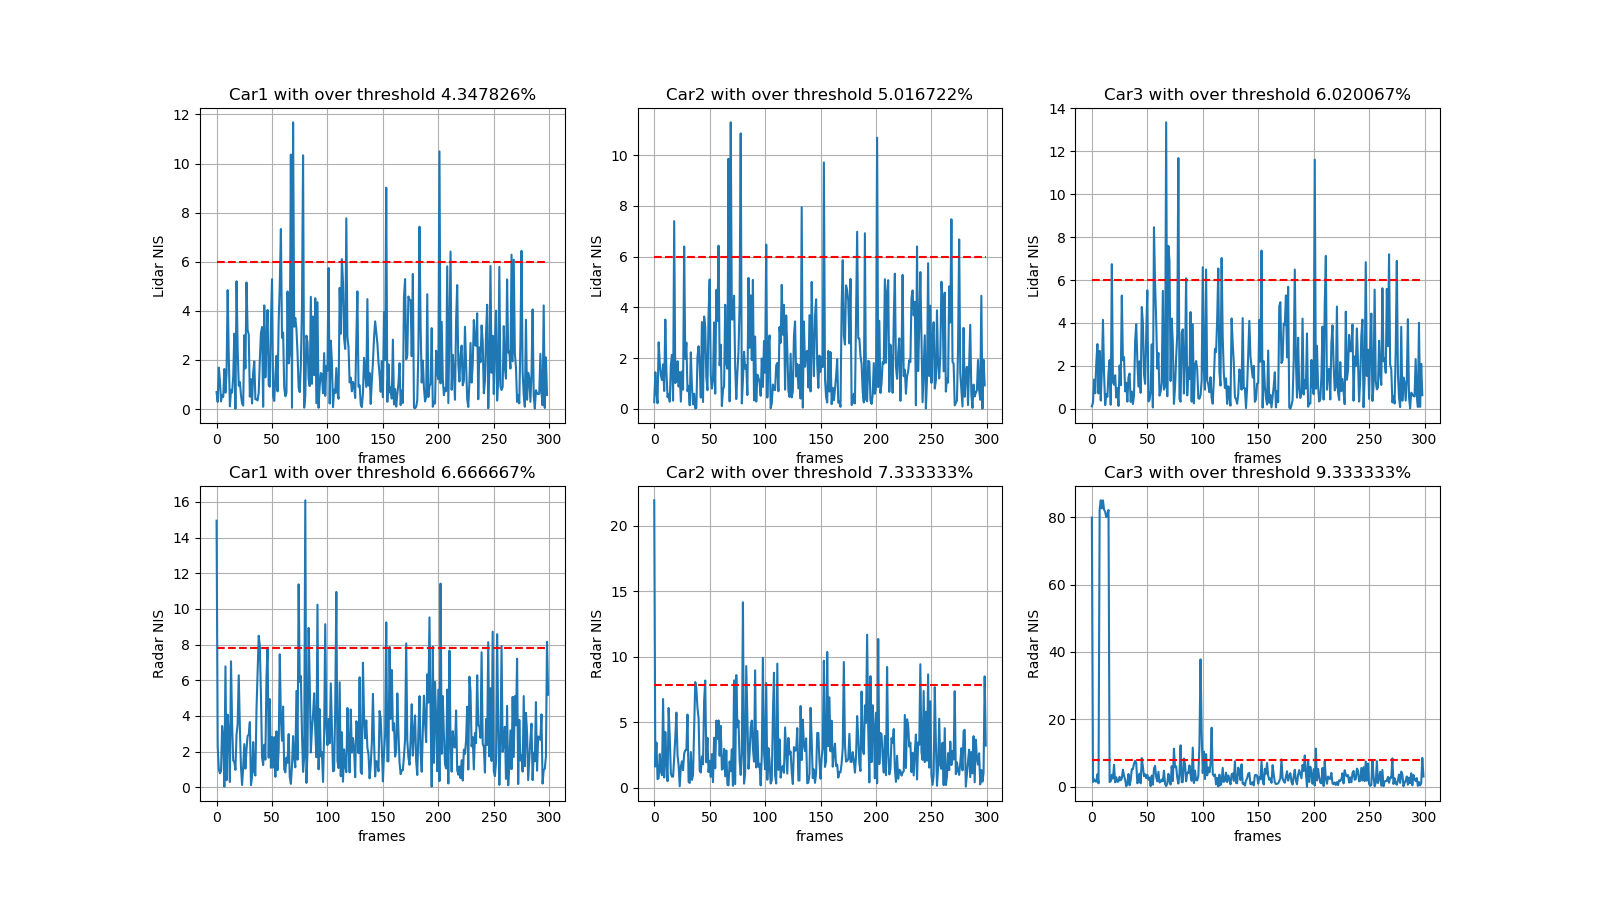 Car1 with over threshold 4.347826%
12
10
8
6
4
2
0
Lidar NIS
0 50 100 150 200 250 300
frames
Car2 with over threshold 5.016722%
10
8
6
4
2
0
Lidar NIS
0 50 100 150 200 250 300
frames
Car3 with over threshold 6.020067%
14
12
10
8
6
4
2
0
Lidar NIS
0 50 100 150 200 250 300
frames
Car1 with over threshold 6.666667%
16
14
12
10
8
6
4
2
0
Radar NIS
0 50 100 150 200 250 300
frames
Car2 with over threshold 7.333333%
20
15
10
5
0
Radar NIS
0 50 100 150 200 250 300
frames
Car3 with over threshold 9.333333%
80
60
40
20
0
Radar NIS
0 50 100 150 200 250 300
frames